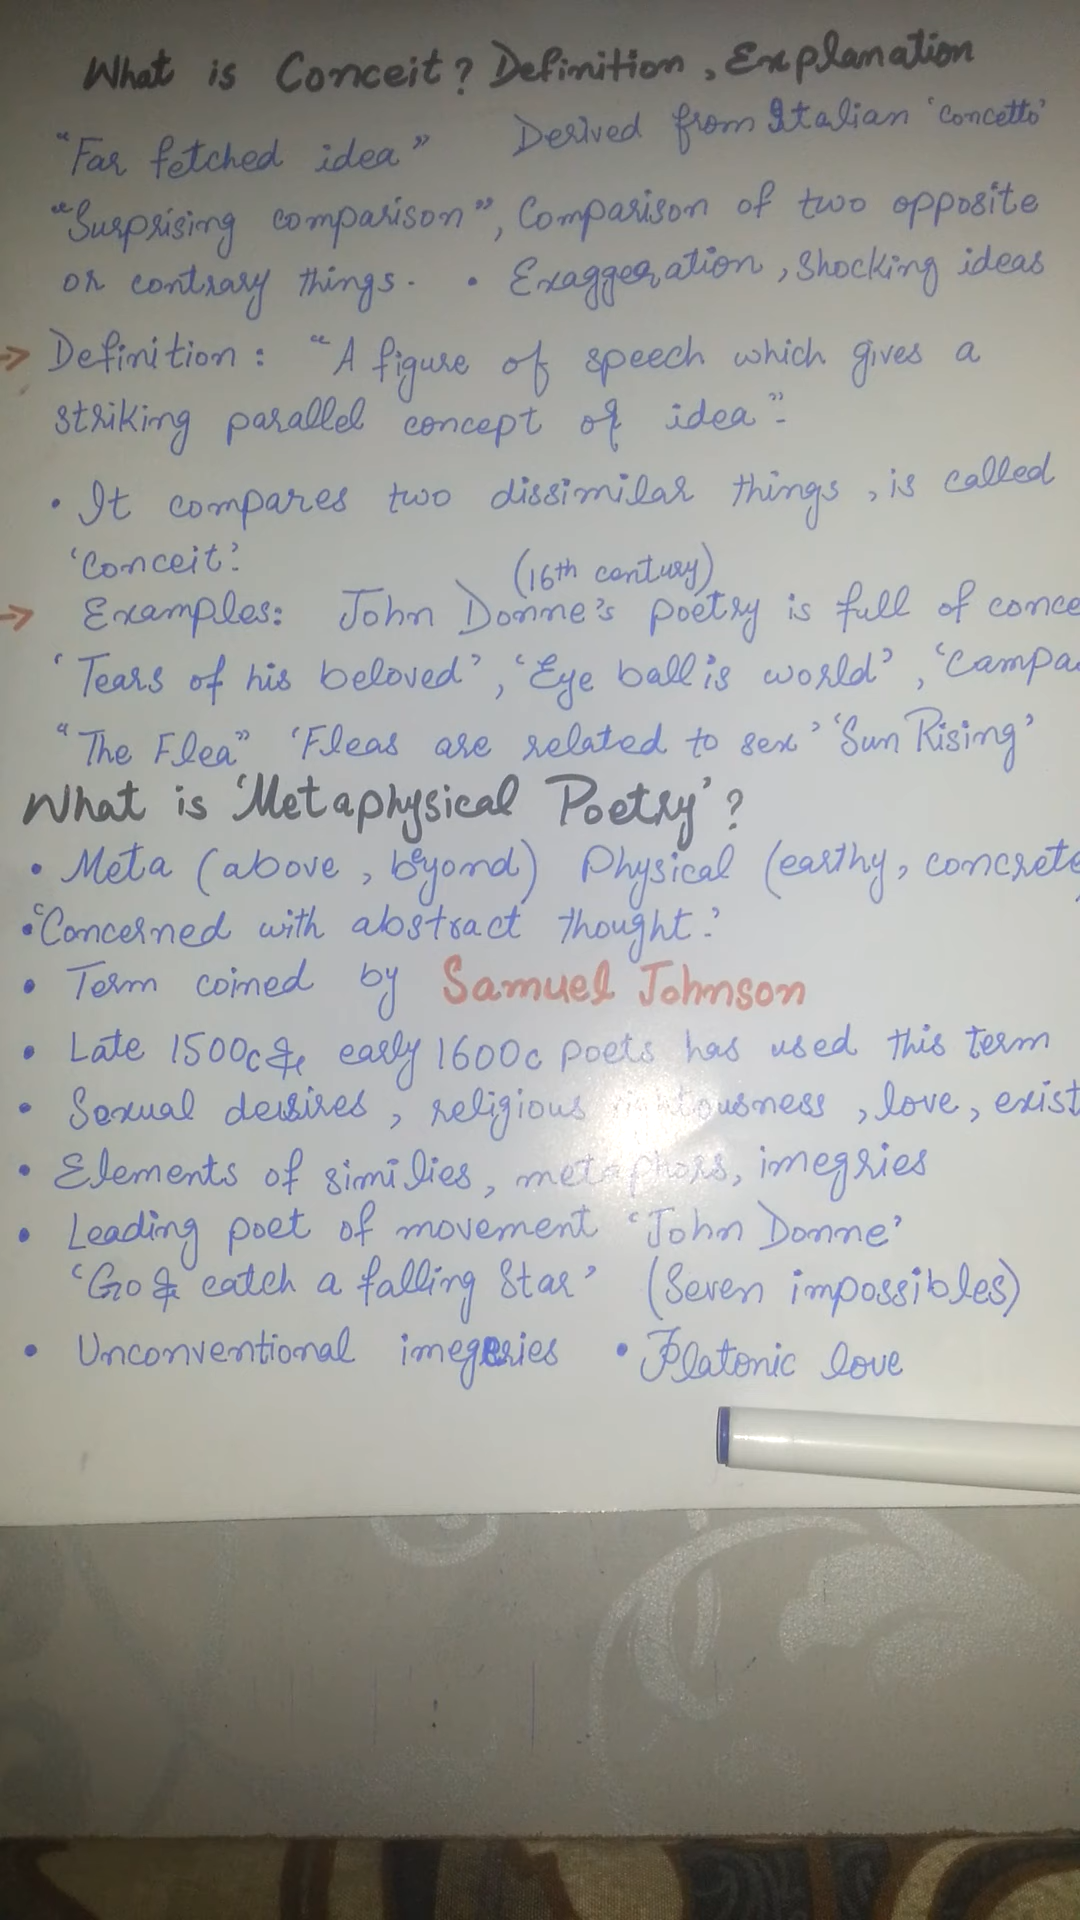 What is Conceit? Definition, Explanation
"Far fetched idea" Derived from Italian 'concetto'
"Surprising comparison", Comparison of two opposite
or contrary things. • Exaggeration, Shocking ideas
→ Definition: "A figure of speech which gives a
striking parallel concept of idea".
• It compares two dissimilar things, is called
'Conceit'.
(16th century)
→ Examples: John Donne's poetry is full of conce
'Tears of his beloved', 'Eye ball is world', 'Campa
"The Flea" 'Fleas are related to sex' 'Sun Rising'
What is 'Metaphysical Poetry'?
• Meta (above, beyond) Physical (earthy, concrete
• 'Concerned with abstract thought.'
• Term coined by Samuel Johnson
• Late 1500c & early 1600c poets has used this term
• Sexual desires, religious rightousness, love, exist
• Elements of similies, metaphors, imegries
• Leading poet of movement 'John Donne'
'Go & catch a falling Star' (Seven impossibles)
• Unconventional imegeries • Platonic love